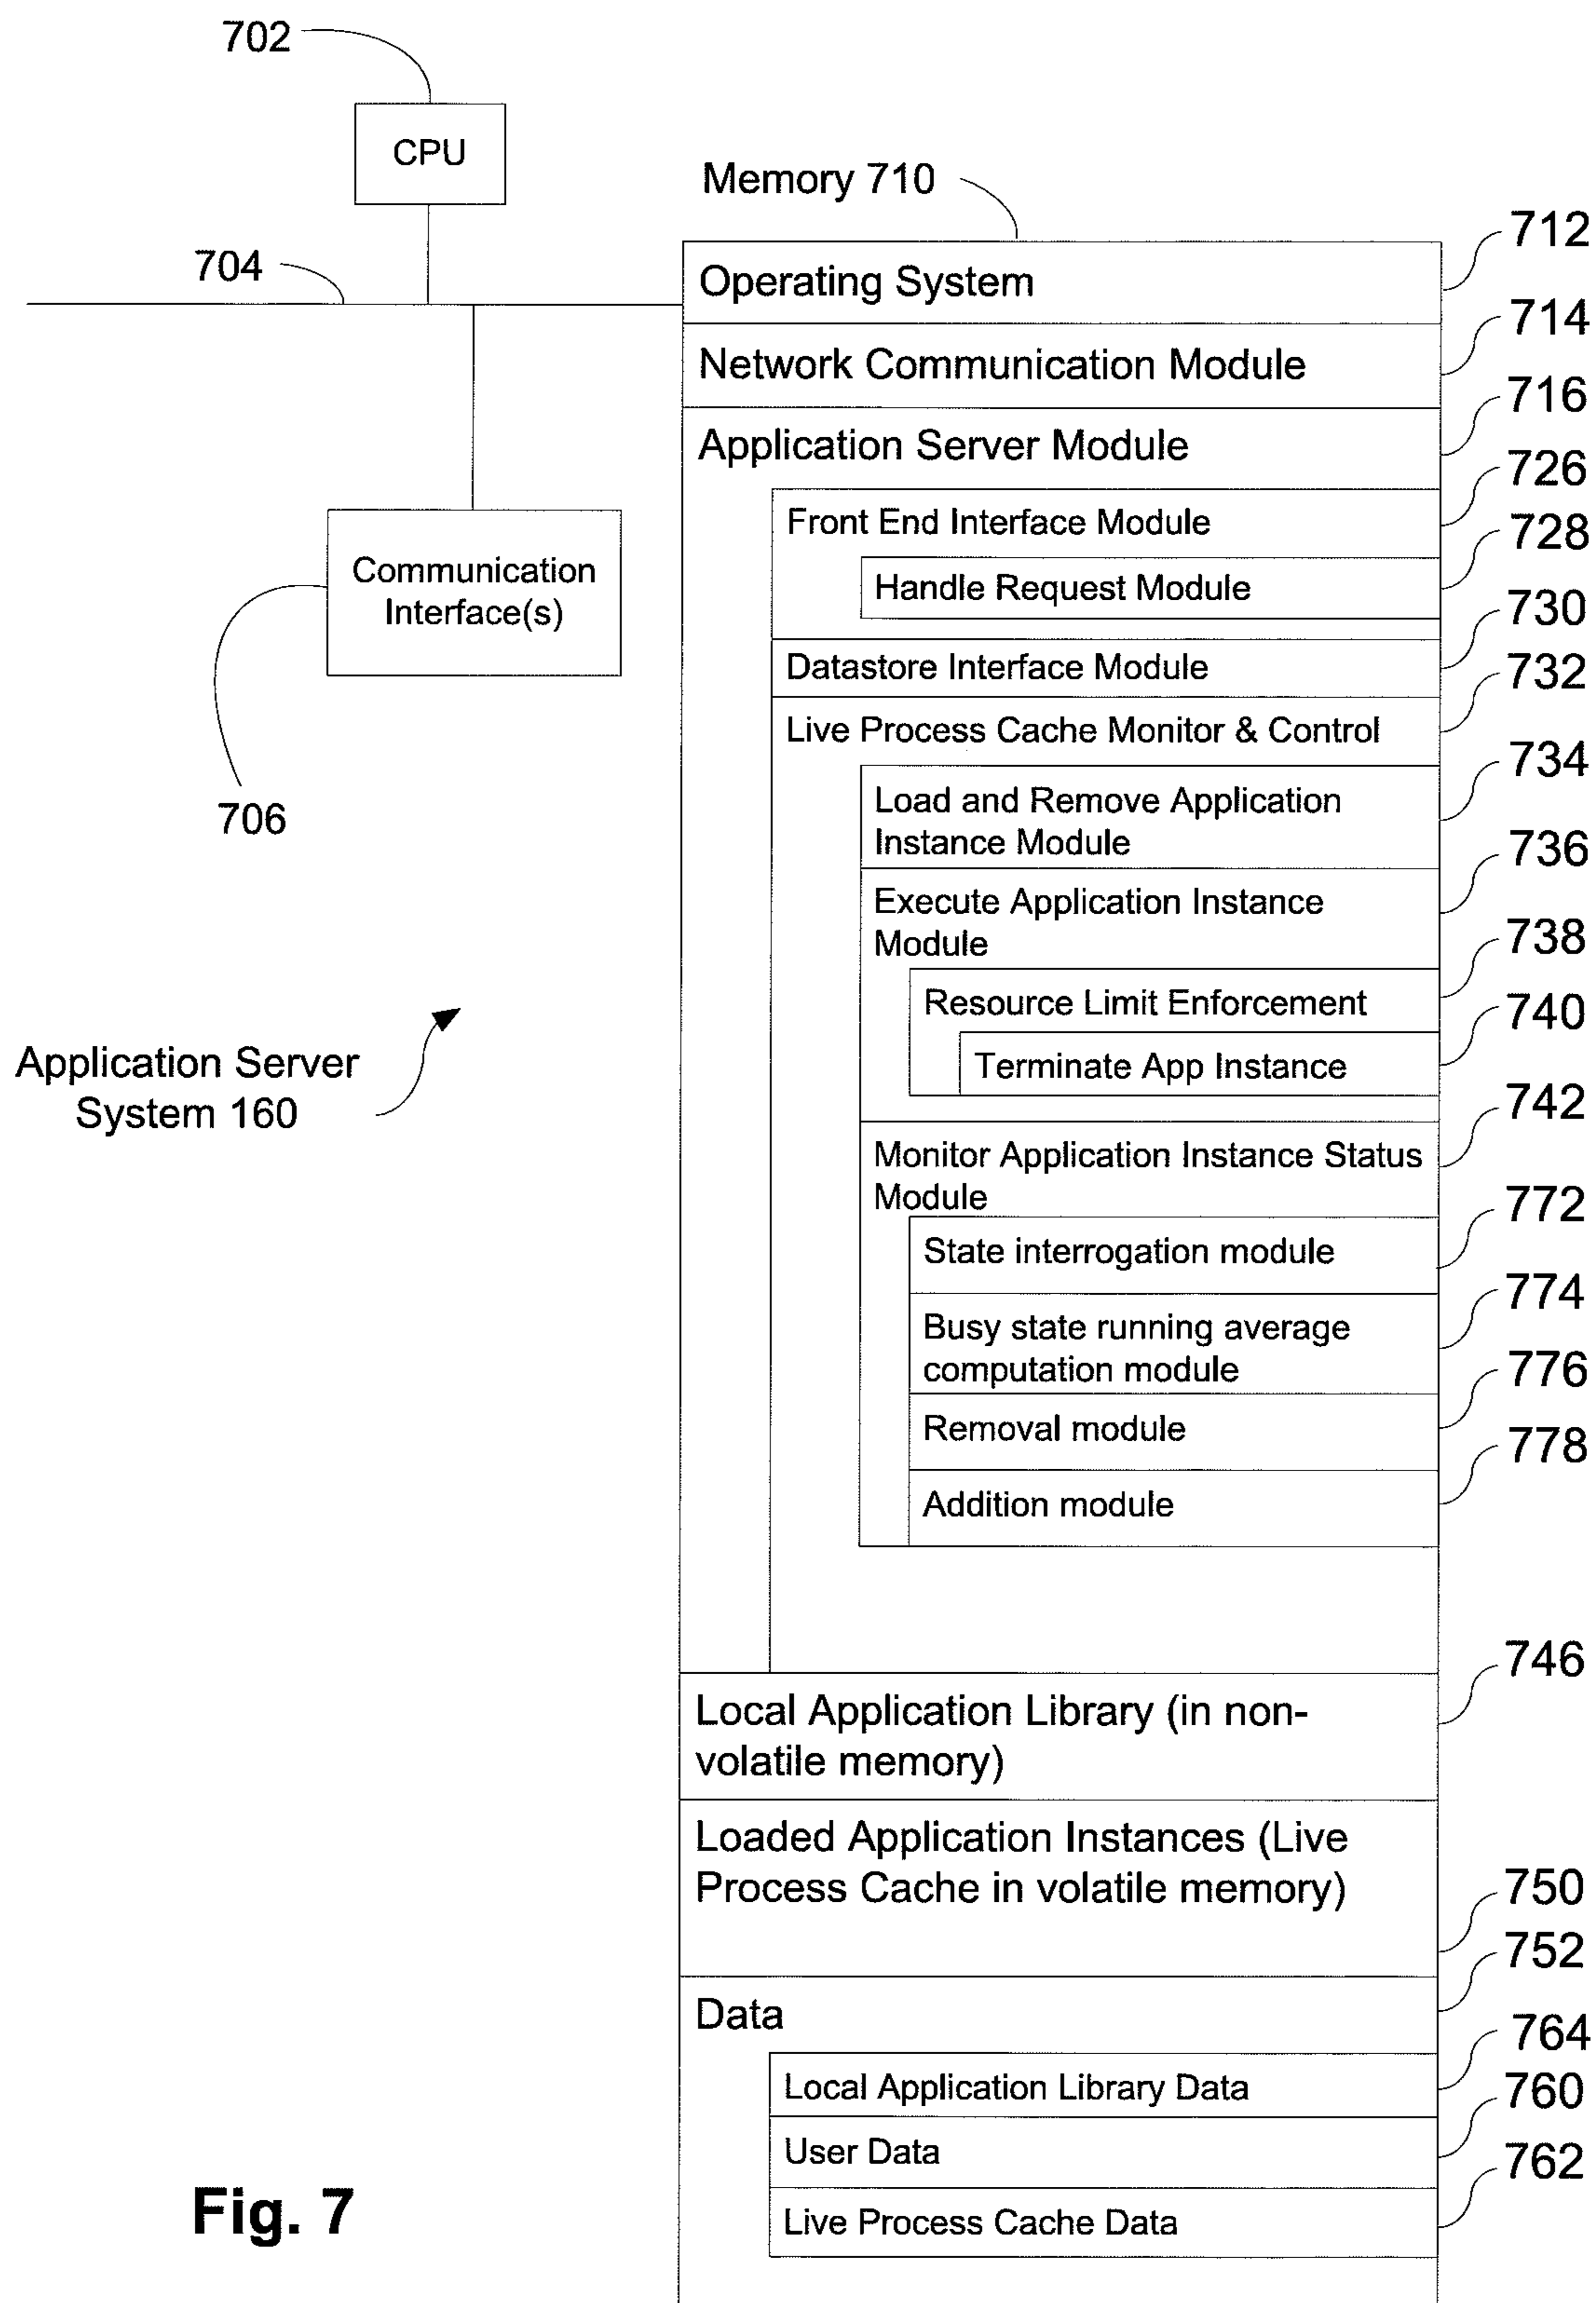 702
CPU
Memory 710
712
704
Operating System
714
Network Communication Module
716
Application Server Module
726
Front End Interface Module
728
Communication
Interface(s)
Handle Request Module
730
Datastore Interface Module
732
706
Live Process Cache Monitor & Control
734
Load and Remove Application
Instance Module
736
Execute Application Instance
Module
738
Resource Limit Enforcement
740
Application Server
System 160
Terminate App Instance
742
Monitor Application Instance Status
Module
772
State interrogation module
774
Busy state running average
computation module
776
Removal module
778
Addition module
746
Local Application Library (in non-
volatile memory)
Loaded Application Instances (Live
Process Cache in volatile memory)
750
752
Data
764
Local Application Library Data
760
User Data
762
Live Process Cache Data
Fig. 7